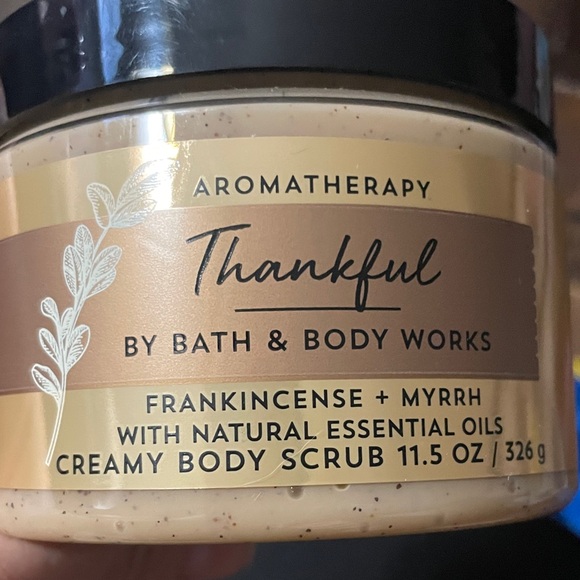 AROMATHERAPY
Thankful
BY BATH & BODY WORKS
FRANKINCENSE + MYRRH
WITH NATURAL ESSENTIAL OILS
CREAMY BODY SCRUB 11.5 OZ / 326 g